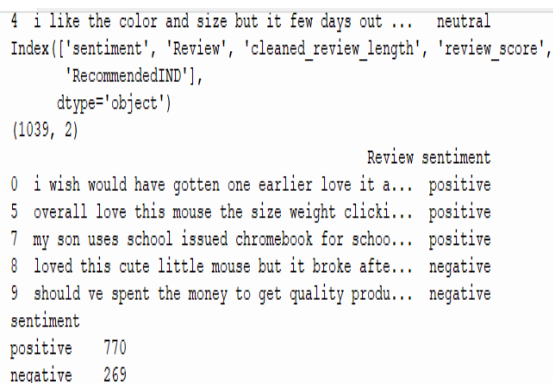 4 i like the color and size but it few days out ... neutral
Index(['sentiment', 'Review', 'cleaned_review_length', 'review_score',
'RecommendedIND'],
dtype='object')
(1039, 2)
Review sentiment
0 i wish would have gotten one earlier love it a... positive
5 overall love this mouse the size weight clicki... positive
7 my son uses school issued chromebook for schoo... positive
8 loved this cute little mouse but it broke afte... negative
9 should ve spent the money to get quality produ... negative
sentiment
positive 770
negative 269